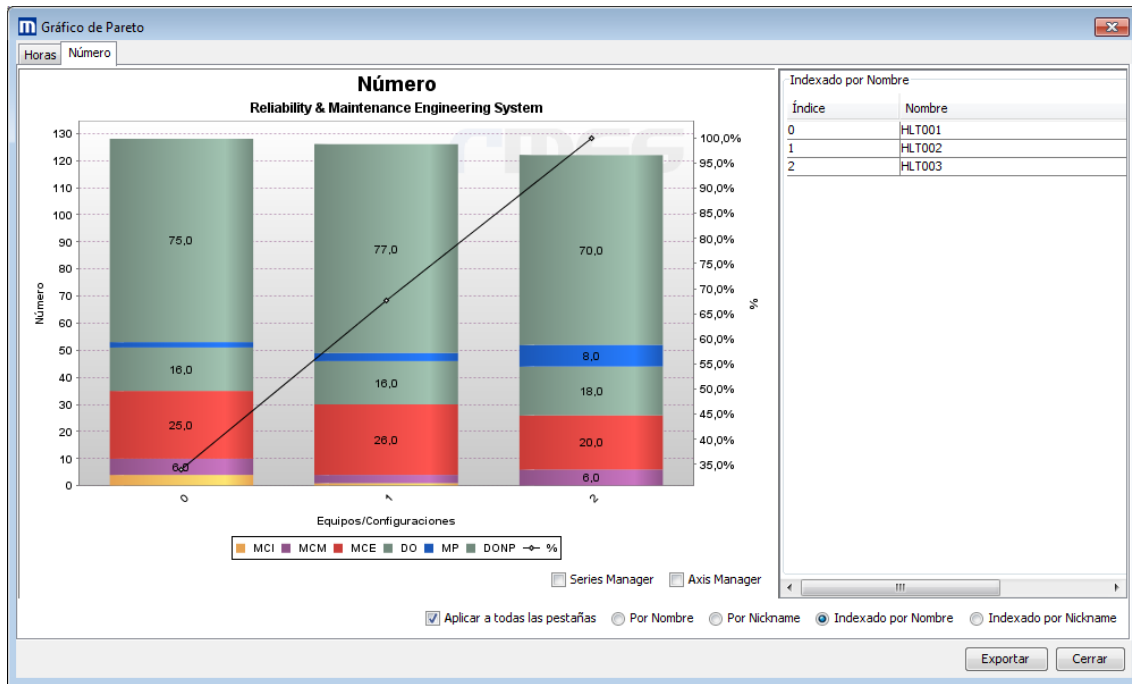 Gráfico de Pareto
Horas Número
Número
Reliability & Maintenance Engineering System
rmes
Número
130
120
110
100
90
80
70
60
50
40
30
20
10
0
75,0
16,0
25,0
6,0
77,0
16,0
26,0
70,0
8,0
18,0
20,0
6,0
100,0%
95,0%
90,0%
85,0%
80,0%
75,0%
70,0%
65,0%
60,0%
55,0%
50,0%
45,0%
40,0%
35,0%
%
0 1 2
Equipos/Configuraciones
MCI MCM MCE DO MP DONP %
Series Manager Axis Manager
Indexado por Nombre
Índice Nombre
0 HLT001
1 HLT002
2 HLT003
Aplicar a todas las pestañas Por Nombre Por Nickname Indexado por Nombre Indexado por Nickname
Exportar Cerrar